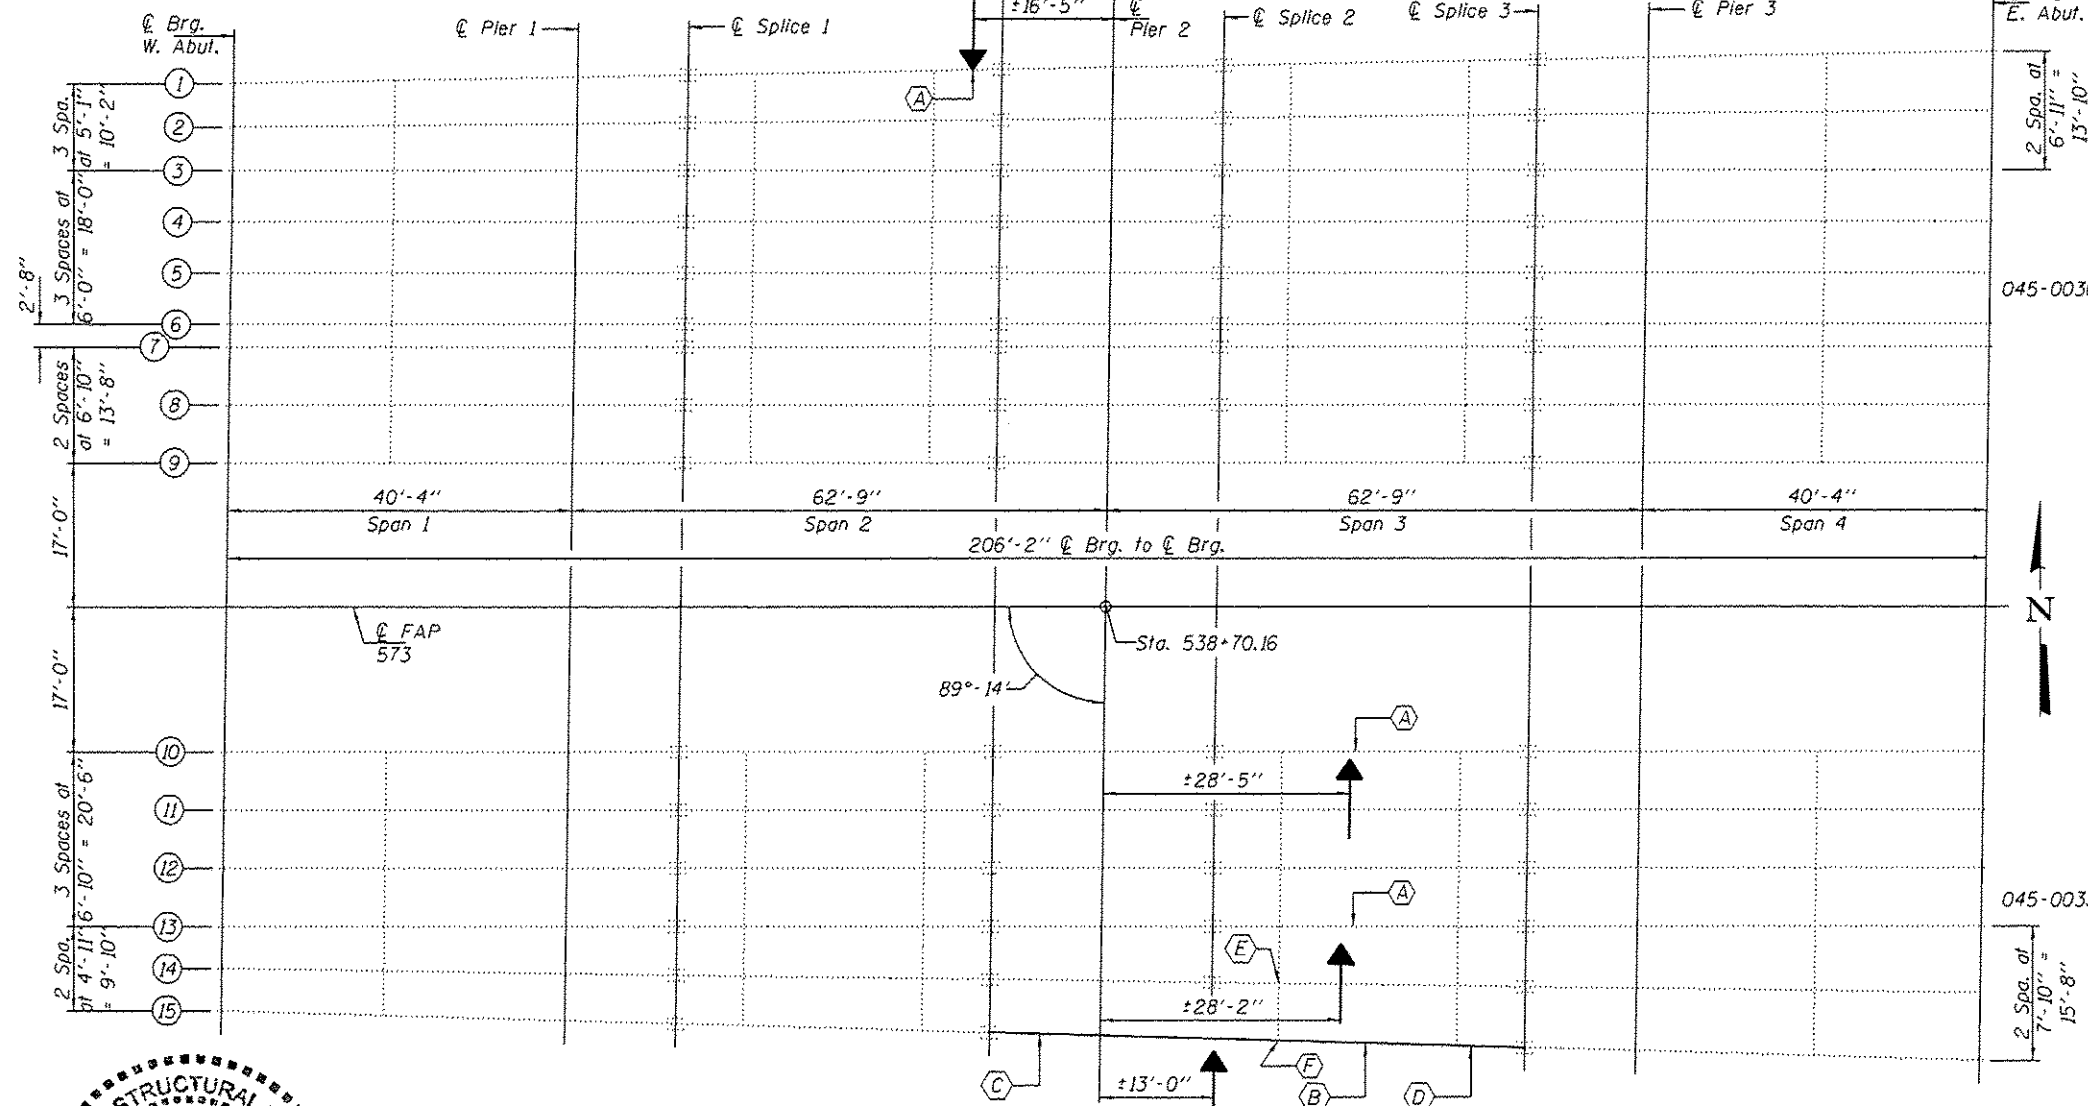 ±16'-5"
℄ Brg.
W. Abut.
℄ Pier 1
℄ Splice 1
℄
Pier 2
℄ Splice 2
℄ Splice 3
℄ Pier 3
E. Abut.
1
2
3
4
5
6
7
8
9
A
3 Spa.
at 5'-1"
= 10'-2"
3 Spaces at
6'-0" = 18'-0"
2'-8"
2 Spaces
at 6'-10"
= 13'-8"
17'-0"
2 Spa. at
6'-11" =
13'-10"
40'-4"
Span 1
62'-9"
Span 2
62'-9"
Span 3
40'-4"
Span 4
206'-2" ℄ Brg. to ℄ Brg.
℄ FAP
573
Sta. 538+70.16
89°-14'
N
17'-0"
10
11
12
13
14
15
3 Spaces at
6'-10" = 20'-6"
2 Spa.
at 4'-11"
= 9'-10"
A
±28'-5"
A
E
±28'-2"
C
±13'-0"
F
B
D
2 Spa. at
7'-10" =
15'-8"
STRUCTURAL